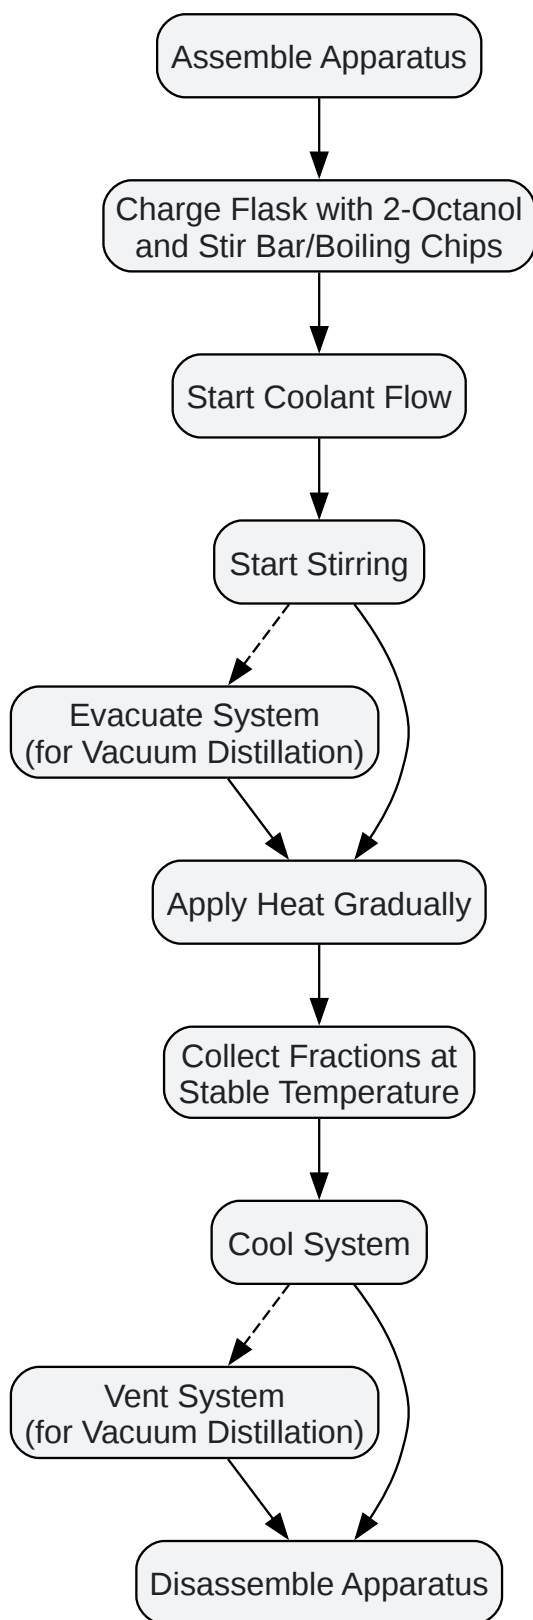 Assemble Apparatus
Charge Flask with 2-Octanol
and Stir Bar/Boiling Chips
Start Coolant Flow
Start Stirring
Evacuate System
(for Vacuum Distillation)
Apply Heat Gradually
Collect Fractions at
Stable Temperature
Cool System
Vent System
(for Vacuum Distillation)
Disassemble Apparatus